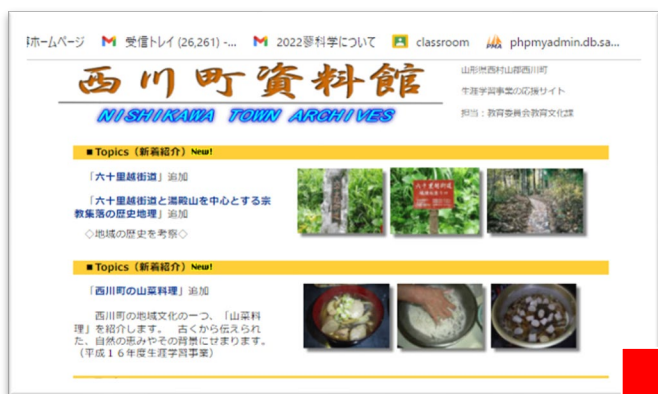 ホームページ 受信トレイ (26,261) -... 2022蓼科学について classroom phpmyadmin.db.sa...
西川町資料館
山形県西村山郡西川町
生涯学習事業の応援サイト
NISHIKAWA TOWN ARCHIVES
担当：教育委員会教育文化課
■Topics（新着紹介）New!
「六十里越街道」追加
「六十里越街道と湯殿山を中心とする宗
教集落の歴史地理」追加
◇地域の歴史を考察◇
■Topics（新着紹介）New!
「西川町の山菜料理」追加
西川町の地域文化の一つ、「山菜料
理」を紹介します。 古くから伝えられ
た、自然の恵みやその背景にせまります。
（平成１６年度生涯学習事業）